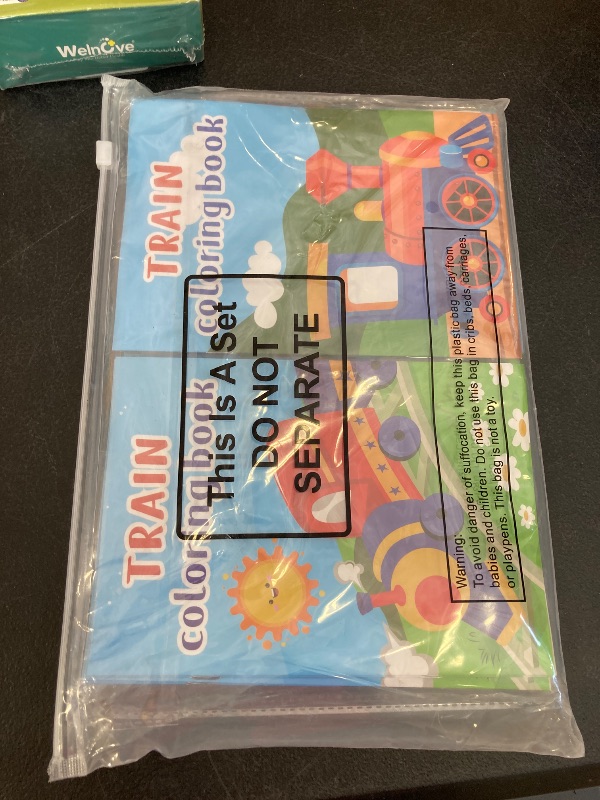 WelnOve
TRAIN
coloring book
TRAIN
coloring book
This Is A Set
DO NOT
SEPARATE
Warning:
To avoid danger of suffocation, keep this plastic bag away from
babies and children. Do not use this bag in cribs, beds, carriages,
or playpens. This bag is not a toy.